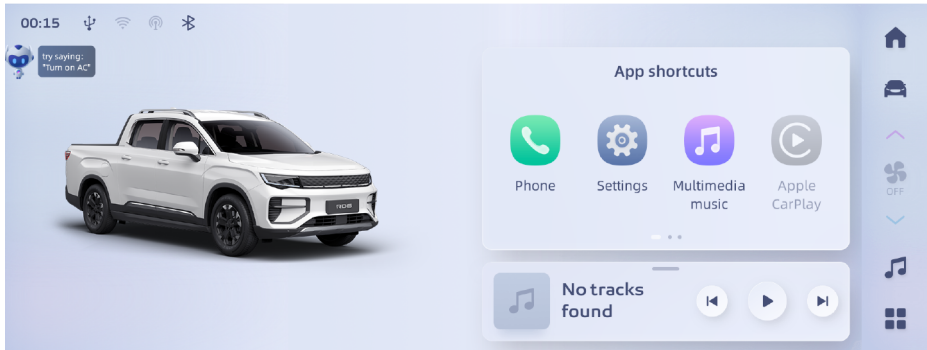 00:15
try saying:
"Turn on AC"
App shortcuts
Phone
Settings
Multimedia
music
Apple
CarPlay
OFF
No tracks
found